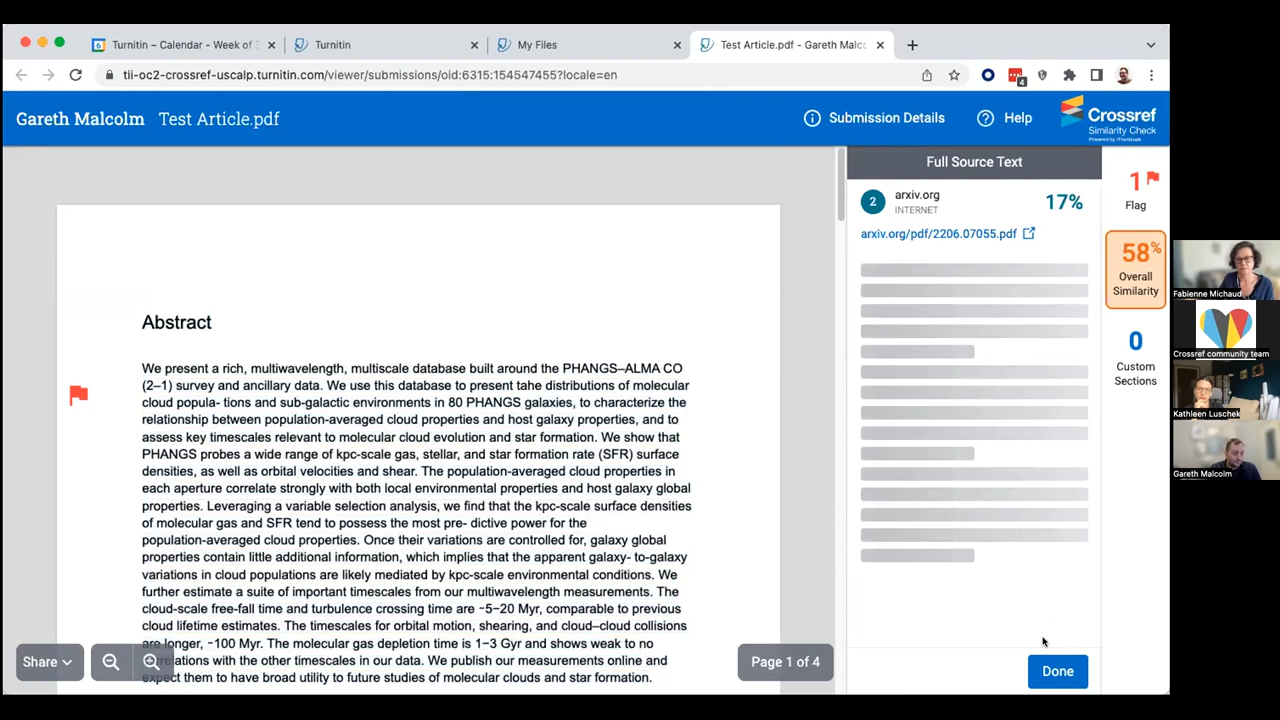 Turnitin – Calendar - Week of
Turnitin
My Files
Test Article.pdf - Gareth Malc
tii-oc2-crossref-uscalp.turnitin.com/viewer/submissions/oid:6315:154547455?locale=en
4
Gareth Malcolm Test Article.pdf
Submission Details
Help
Crossref
Similarity Check
Powered by iThenticate
Full Source Text
2
arxiv.org
INTERNET
17%
arxiv.org/pdf/2206.07055.pdf
1
Flag
58%
Overall
Similarity
0
Custom
Sections
Abstract
We present a rich, multiwavelength, multiscale database built around the PHANGS–ALMA CO
(2–1) survey and ancillary data. We use this database to present tahe distributions of molecular
cloud popula- tions and sub-galactic environments in 80 PHANGS galaxies, to characterize the
relationship between population-averaged cloud properties and host galaxy properties, and to
assess key timescales relevant to molecular cloud evolution and star formation. We show that
PHANGS probes a wide range of kpc-scale gas, stellar, and star formation rate (SFR) surface
densities, as well as orbital velocities and shear. The population-averaged cloud properties in
each aperture correlate strongly with both local environmental properties and host galaxy global
properties. Leveraging a variable selection analysis, we find that the kpc-scale surface densities
of molecular gas and SFR tend to possess the most pre- dictive power for the
population-averaged cloud properties. Once their variations are controlled for, galaxy global
properties contain little additional information, which implies that the apparent galaxy- to-galaxy
variations in cloud populations are likely mediated by kpc-scale environmental conditions. We
further estimate a suite of important timescales from our multiwavelength measurements. The
cloud-scale free-fall time and turbulence crossing time are ~5−20 Myr, comparable to previous
cloud lifetime estimates. The timescales for orbital motion, shearing, and cloud–cloud collisions
are longer, ~100 Myr. The molecular gas depletion time is 1−3 Gyr and shows weak to no
relations with the other timescales in our data. We publish our measurements online and
expect them to have broad utility to future studies of molecular clouds and star formation.
Share
Page 1 of 4
Done
Fabienne Michaud
Crossref community team
Kathleen Luschek
Gareth Malcolm